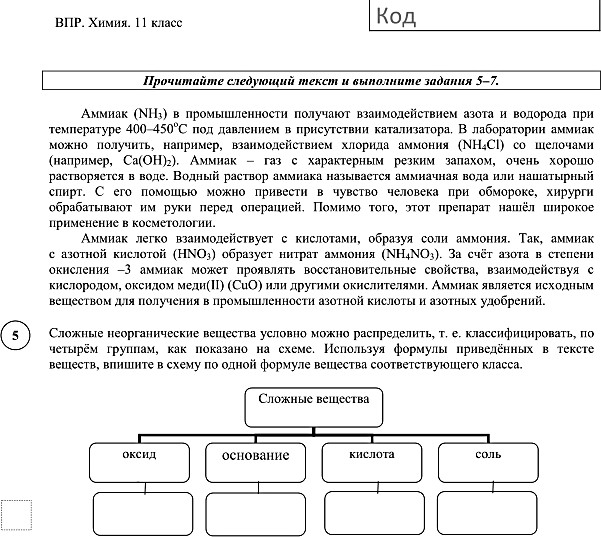 ВПР. Химия. 11 класс
Код
Прочитайте следующий текст и выполните задания 5–7.
Аммиак (NH₃) в промышленности получают взаимодействием азота и водорода при
температуре 400–450°С под давлением в присутствии катализатора. В лаборатории аммиак
можно получить, например, взаимодействием хлорида аммония (NH₄Cl) со щелочами
(например, Ca(OH)₂). Аммиак – газ с характерным резким запахом, очень хорошо
растворяется в воде. Водный раствор аммиака называется аммиачная вода или нашатырный
спирт. С его помощью можно привести в чувство человека при обмороке, хирурги
обрабатывают им руки перед операцией. Помимо того, этот препарат нашёл широкое
применение в косметологии.
Аммиак легко взаимодействует с кислотами, образуя соли аммония. Так, аммиак
с азотной кислотой (HNO₃) образует нитрат аммония (NH₄NO₃). За счёт азота в степени
окисления –3 аммиак может проявлять восстановительные свойства, взаимодействуя с
кислородом, оксидом меди(II) (CuO) или другими окислителями. Аммиак является исходным
веществом для получения в промышленности азотной кислоты и азотных удобрений.
5
Сложные неорганические вещества условно можно распределить, т. е. классифицировать, по
четырём группам, как показано на схеме. Используя формулы приведённых в тексте
веществ, впишите в схему по одной формуле вещества соответствующего класса.
Сложные вещества
оксид
основание
кислота
соль